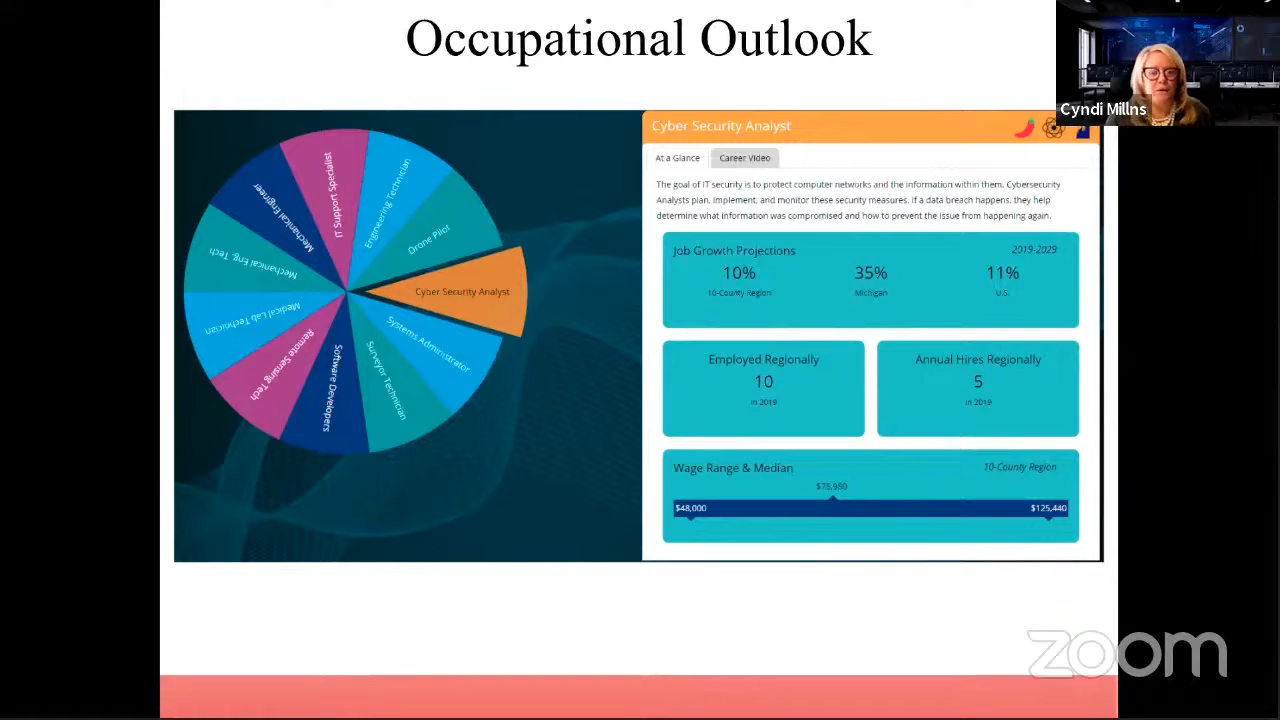 Occupational Outlook
Cyndi Millns
Cyber Security Analyst
At a Glance
Career Video
The goal of IT security is to protect computer networks and the information within them. Cybersecurity
Analysts plan, implement, and monitor these security measures. If a data breach happens, they help
determine what information was compromised and how to prevent the issue from happening again.
Job Growth Projections
2019-2029
10%
35%
11%
10-County Region
Michigan
U.S.
Employed Regionally
10
in 2019
Annual Hires Regionally
5
in 2019
Wage Range & Median
10-County Region
$75,980
$48,000
$125,440
IT Support Specialist
Engineering Technician
Drone Pilot
Cyber Security Analyst
Systems Administrator
Surveyor Technician
Software Developers
Remote Sensing Tech
Medical Lab Technician
Mechanical Eng. Tech.
Mechanical Engineer
zoom